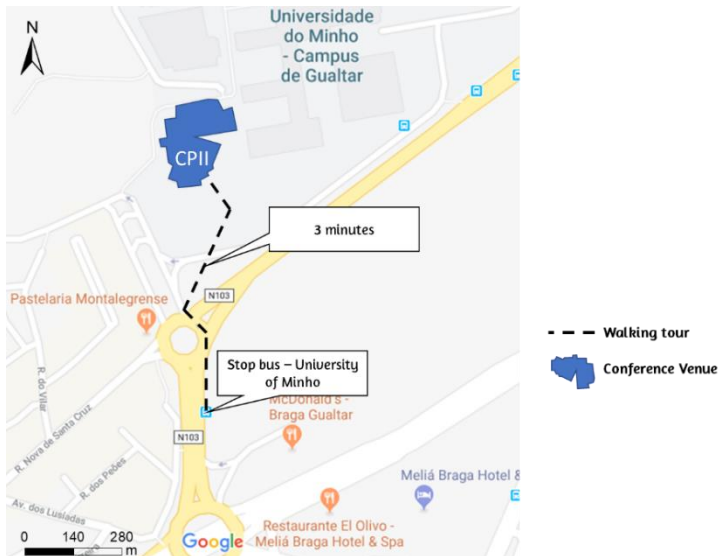 Universidade
do Minho
- Campus
de Gualtar
N
CPII
3 minutes
N103
Pastelaria Montalegrense
Stop bus – University
of Minho
McDonald's -
Braga Gualtar
R. do Vilar
R. Nova de Santa Cruz
N103
R. dos Peões
Av. dos Lusíadas
Meliá Braga Hotel &
Restaurante El Olivo -
Meliá Braga Hotel & Spa
Google
0 140 280
m
Walking tour
Conference Venue